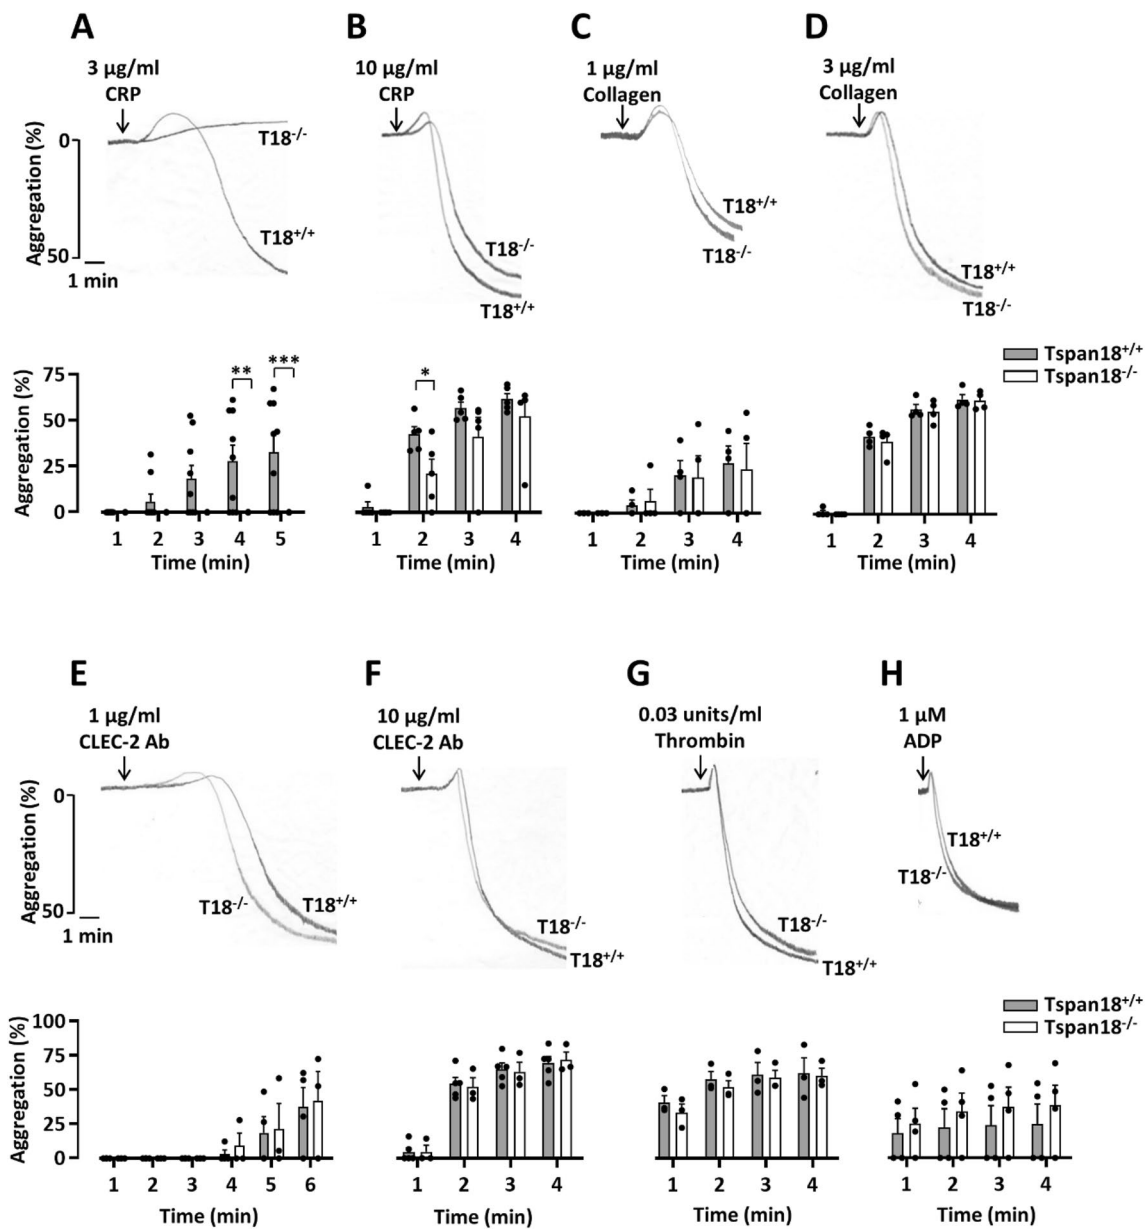 A
B
C
D
3 μg/ml
CRP
10 μg/ml
CRP
1 μg/ml
Collagen
3 μg/ml
Collagen
Aggregation (%)
0
50
1 min
T18-/-
T18+/+
T18-/-
T18+/+
T18+/+
T18-/-
T18+/+
T18-/-
Tspan18+/+
Tspan18-/-
Aggregation (%)
75
50
25
0
** ***
*
1 2 3 4 5
Time (min)
1 2 3 4
Time (min)
1 2 3 4
Time (min)
1 2 3 4
Time (min)
E
F
G
H
1 μg/ml
CLEC-2 Ab
10 μg/ml
CLEC-2 Ab
0.03 units/ml
Thrombin
1 μM
ADP
Aggregation (%)
0
50
1 min
T18-/-
T18+/+
T18-/-
T18+/+
T18-/-
T18+/+
T18+/+
T18-/-
Tspan18+/+
Tspan18-/-
Aggregation (%)
100
75
50
25
0
1 2 3 4 5 6
Time (min)
1 2 3 4
Time (min)
1 2 3 4
Time (min)
1 2 3 4
Time (min)